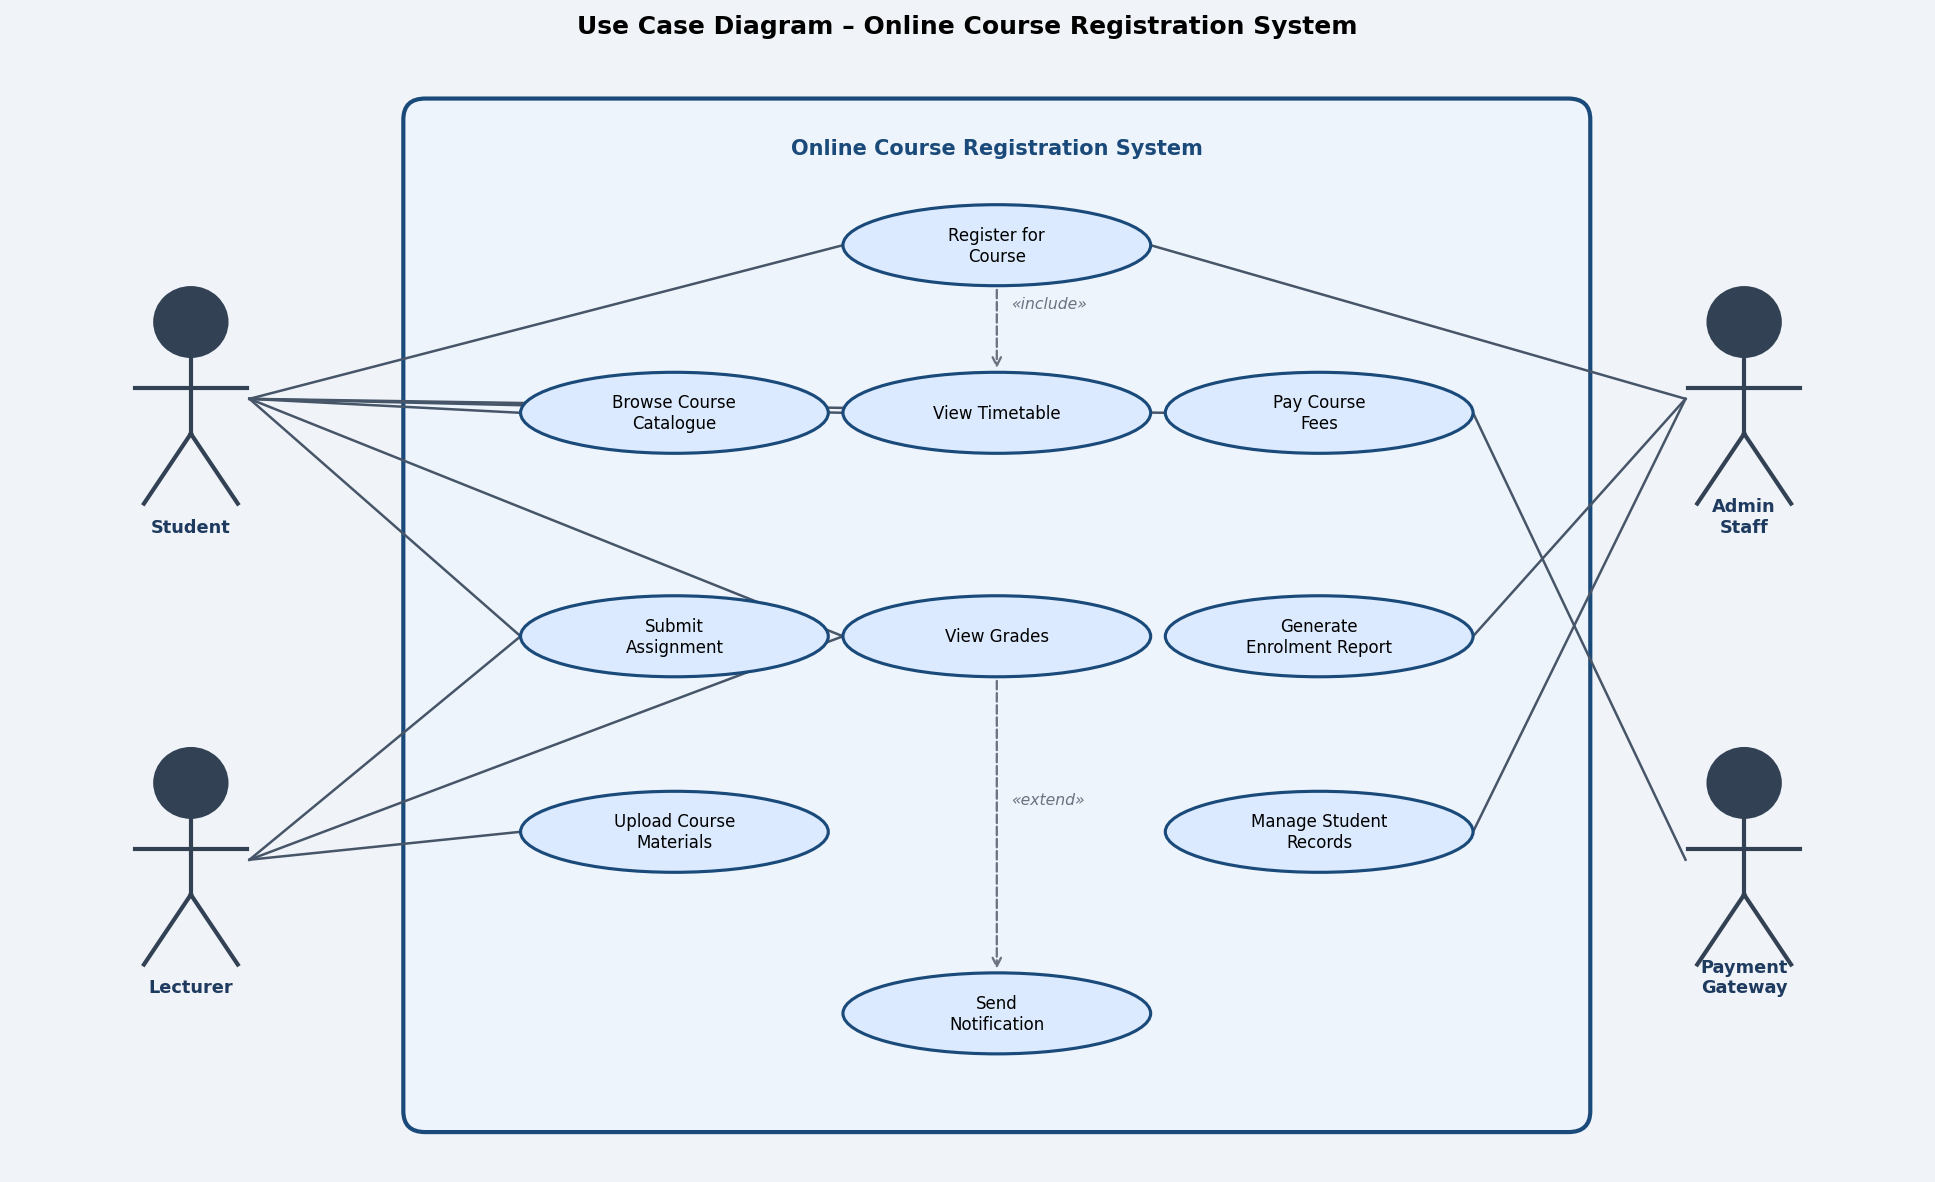 Use Case Diagram – Online Course Registration System
Online Course Registration System
Register for
Course
«include»
Browse Course
Catalogue
View Timetable
Pay Course
Fees
Student
Admin
Staff
Submit
Assignment
View Grades
Generate
Enrolment Report
«extend»
Upload Course
Materials
Manage Student
Records
Lecturer
Payment
Gateway
Send
Notification